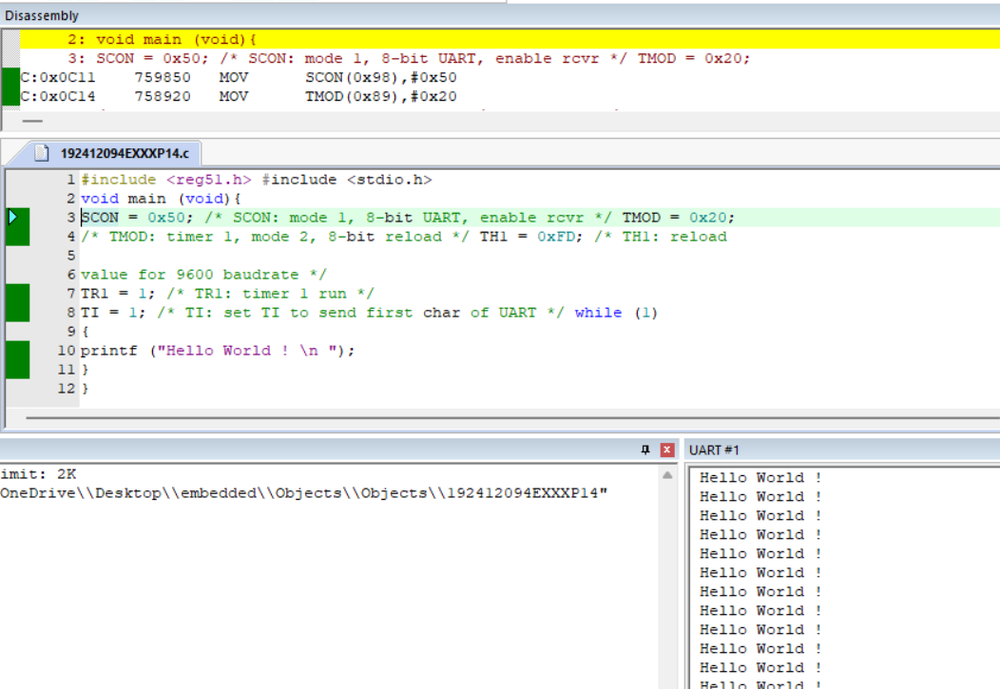 Disassembly
2: void main (void){
3: SCON = 0x50; /* SCON: mode 1, 8-bit UART, enable rcvr */ TMOD = 0x20;
C:0x0C11 759850 MOV SCON(0x98),#0x50
C:0x0C14 758920 MOV TMOD(0x89),#0x20
192412094EXXXP14.c
1 #include <reg51.h> #include <stdio.h>
2 void main (void){
3 SCON = 0x50; /* SCON: mode 1, 8-bit UART, enable rcvr */ TMOD = 0x20;
4 /* TMOD: timer 1, mode 2, 8-bit reload */ TH1 = 0xFD; /* TH1: reload
5
6 value for 9600 baudrate */
7 TR1 = 1; /* TR1: timer 1 run */
8 TI = 1; /* TI: set TI to send first char of UART */ while (1)
9 {
10 printf ("Hello World ! \n ");
11 }
12 }
imit: 2K
OneDrive\\Desktop\\embedded\\Objects\\Objects\\192412094EXXXP14"
UART #1
Hello World !
Hello World !
Hello World !
Hello World !
Hello World !
Hello World !
Hello World !
Hello World !
Hello World !
Hello World !
Hello World !
Hello World !